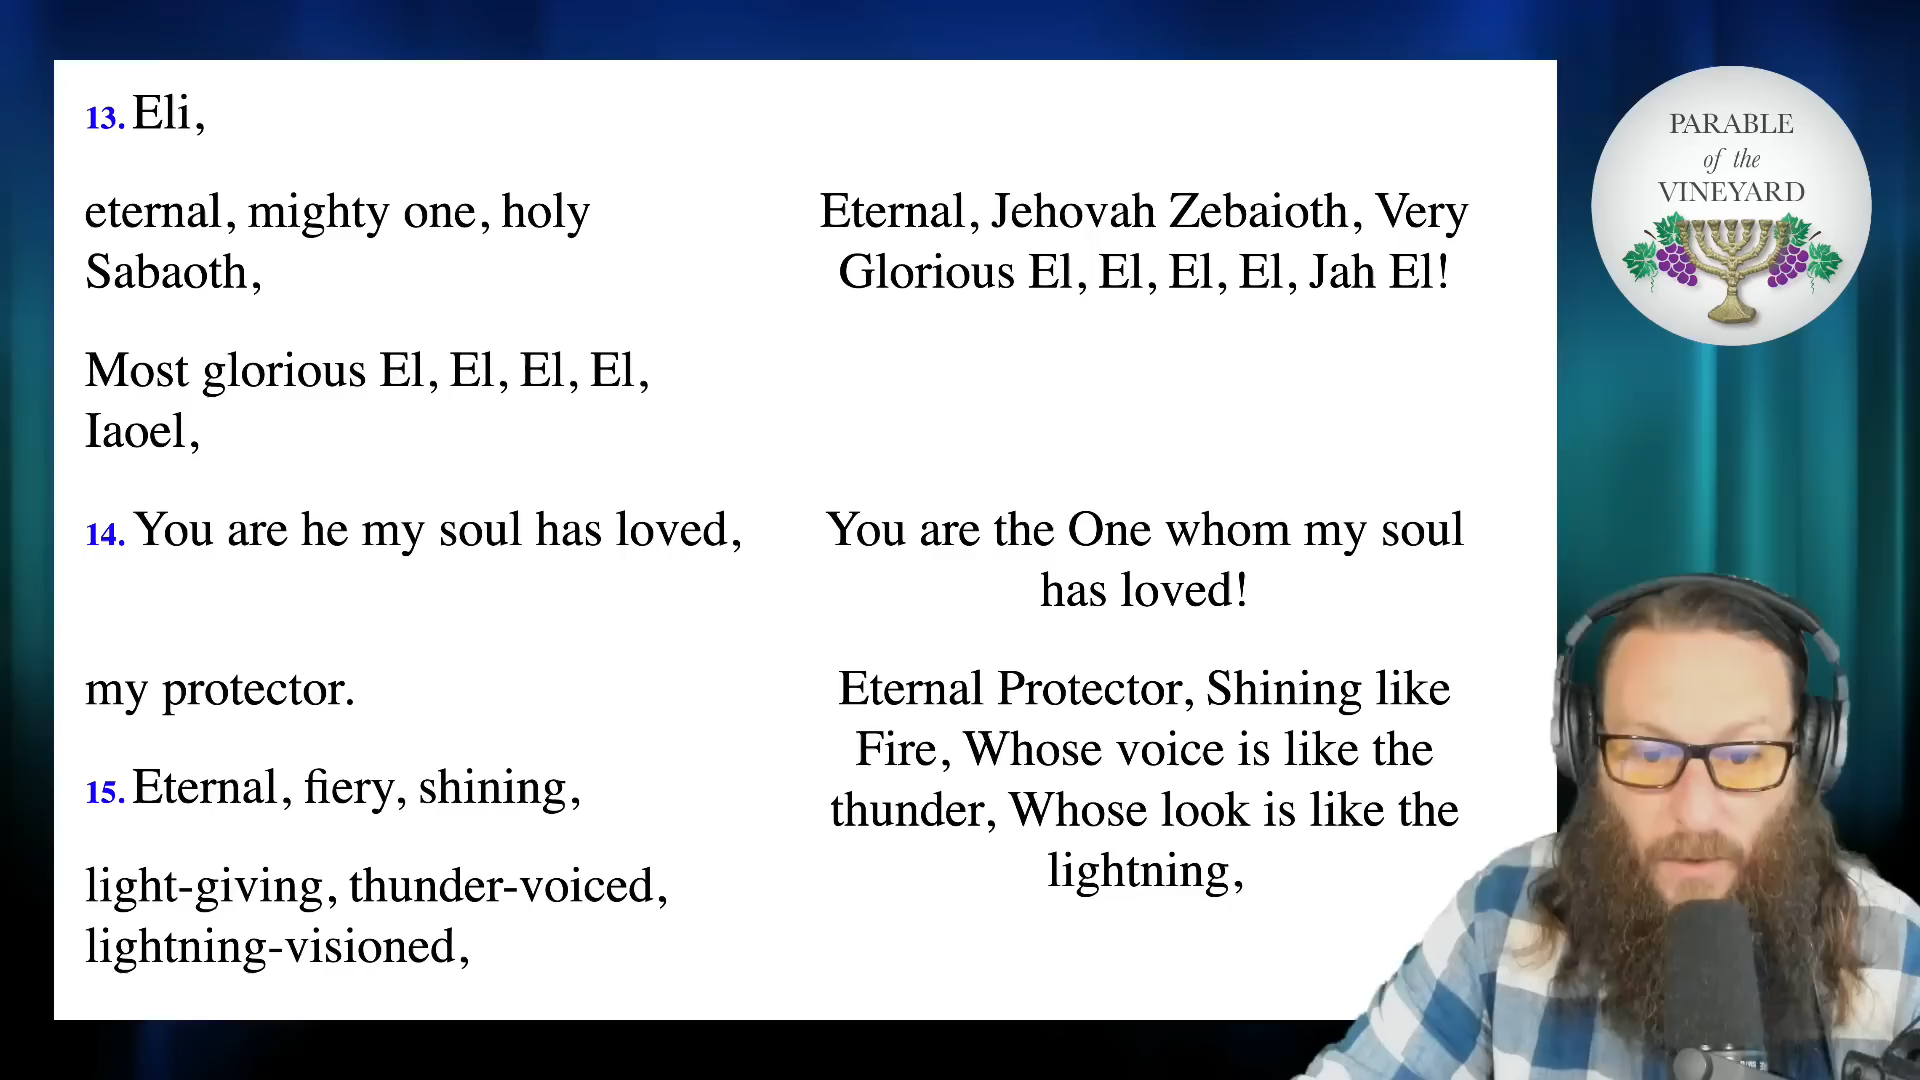 13. Eli,
eternal, mighty one, holy
Sabaoth,
Most glorious El, El, El, El,
Iaoel,
14. You are he my soul has loved,
my protector.
15. Eternal, fiery, shining,
light-giving, thunder-voiced,
lightning-visioned,
Eternal, Jehovah Zebaioth, Very
Glorious El, El, El, El, Jah El!
You are the One whom my soul
has loved!
Eternal Protector, Shining like
Fire, Whose voice is like the
thunder, Whose look is like the
lightning,
PARABLE
of the
VINEYARD